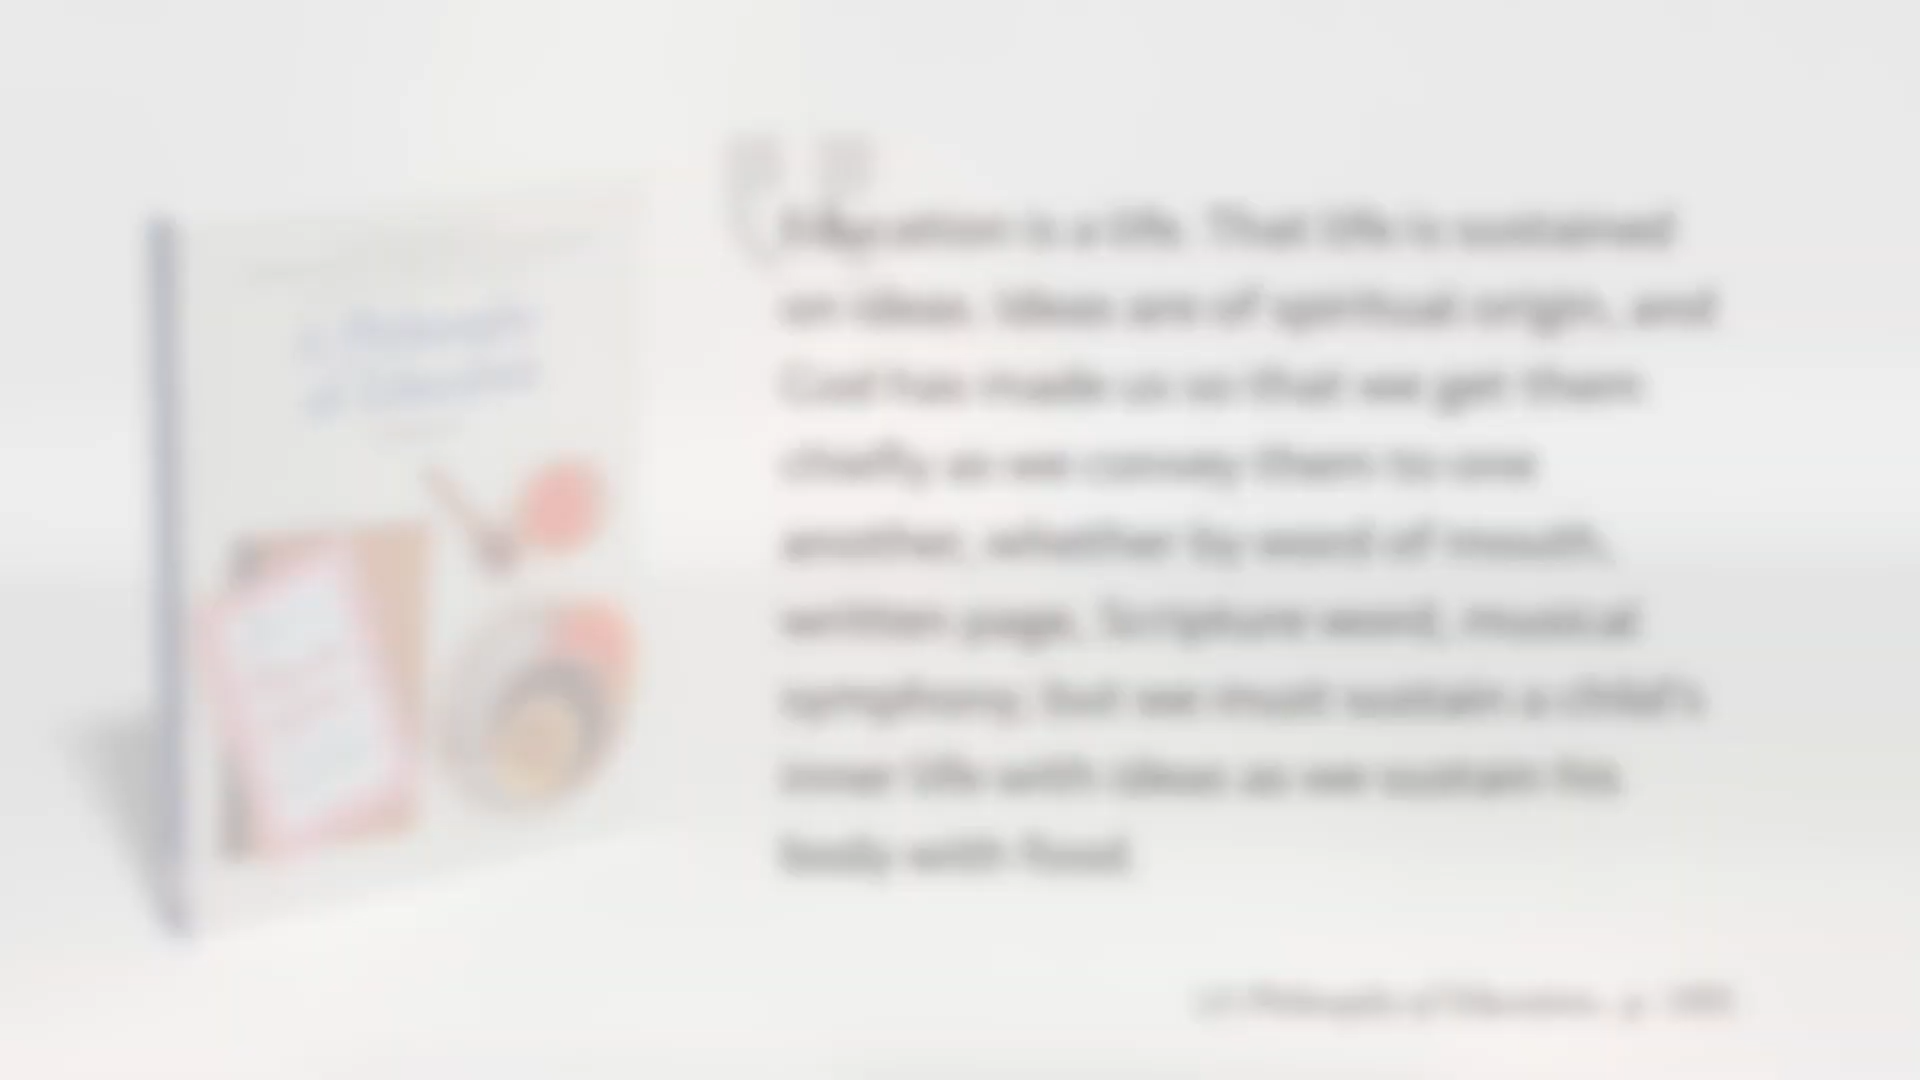 Education is a life. That life is sustained
on ideas. Ideas are of spiritual origin, and
God has made us so that we get them
chiefly as we convey them to one
another, whether by word of mouth,
written page, Scripture word, musical
symphony; but we must sustain a child's
inner life with ideas as we sustain his
body with food.
(A Philosophy of Education, p.